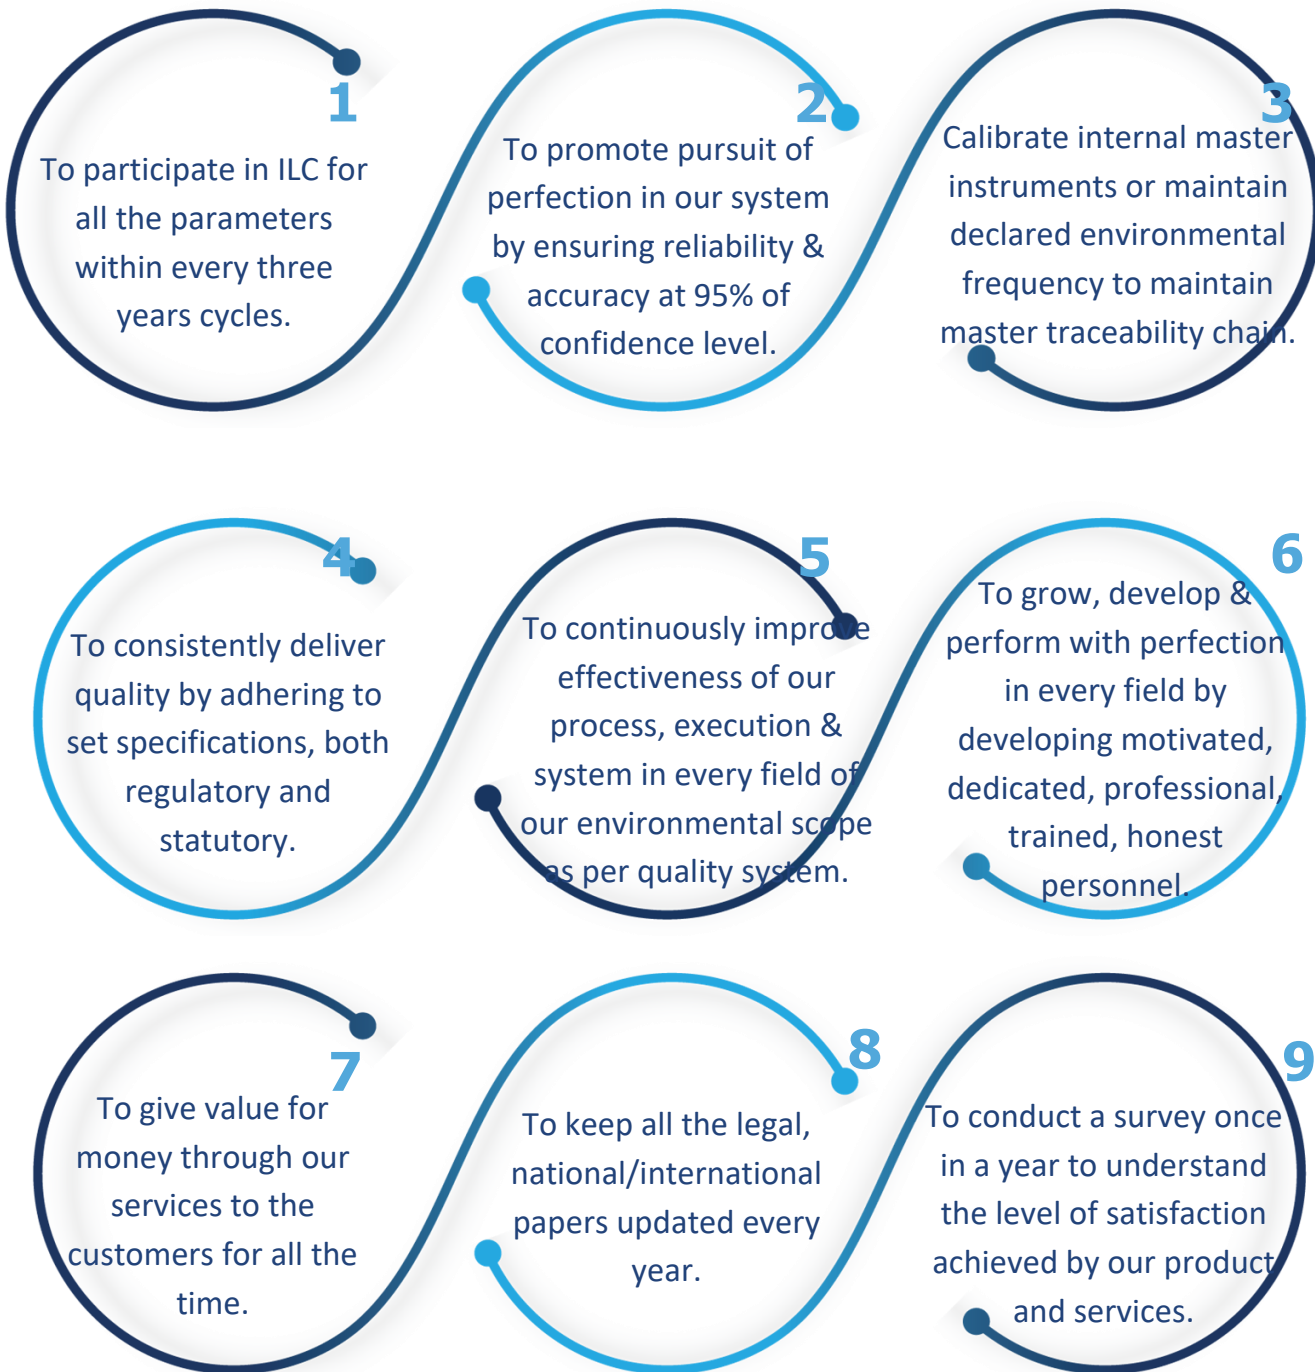 1
To participate in ILC for
all the parameters
within every three
years cycles.
2
To promote pursuit of
perfection in our system
by ensuring reliability &
accuracy at 95% of
confidence level.
3
Calibrate internal master
instruments or maintain
declared environmental
frequency to maintain
master traceability chain.
4
To consistently deliver
quality by adhering to
set specifications, both
regulatory and
statutory.
5
To continuously improve
effectiveness of our
process, execution &
system in every field of
our environmental scope
as per quality system.
6
To grow, develop &
perform with perfection
in every field by
developing motivated,
dedicated, professional,
trained, honest
personnel.
7
To give value for
money through our
services to the
customers for all the
time.
8
To keep all the legal,
national/international
papers updated every
year.
9
To conduct a survey once
in a year to understand
the level of satisfaction
achieved by our product
and services.